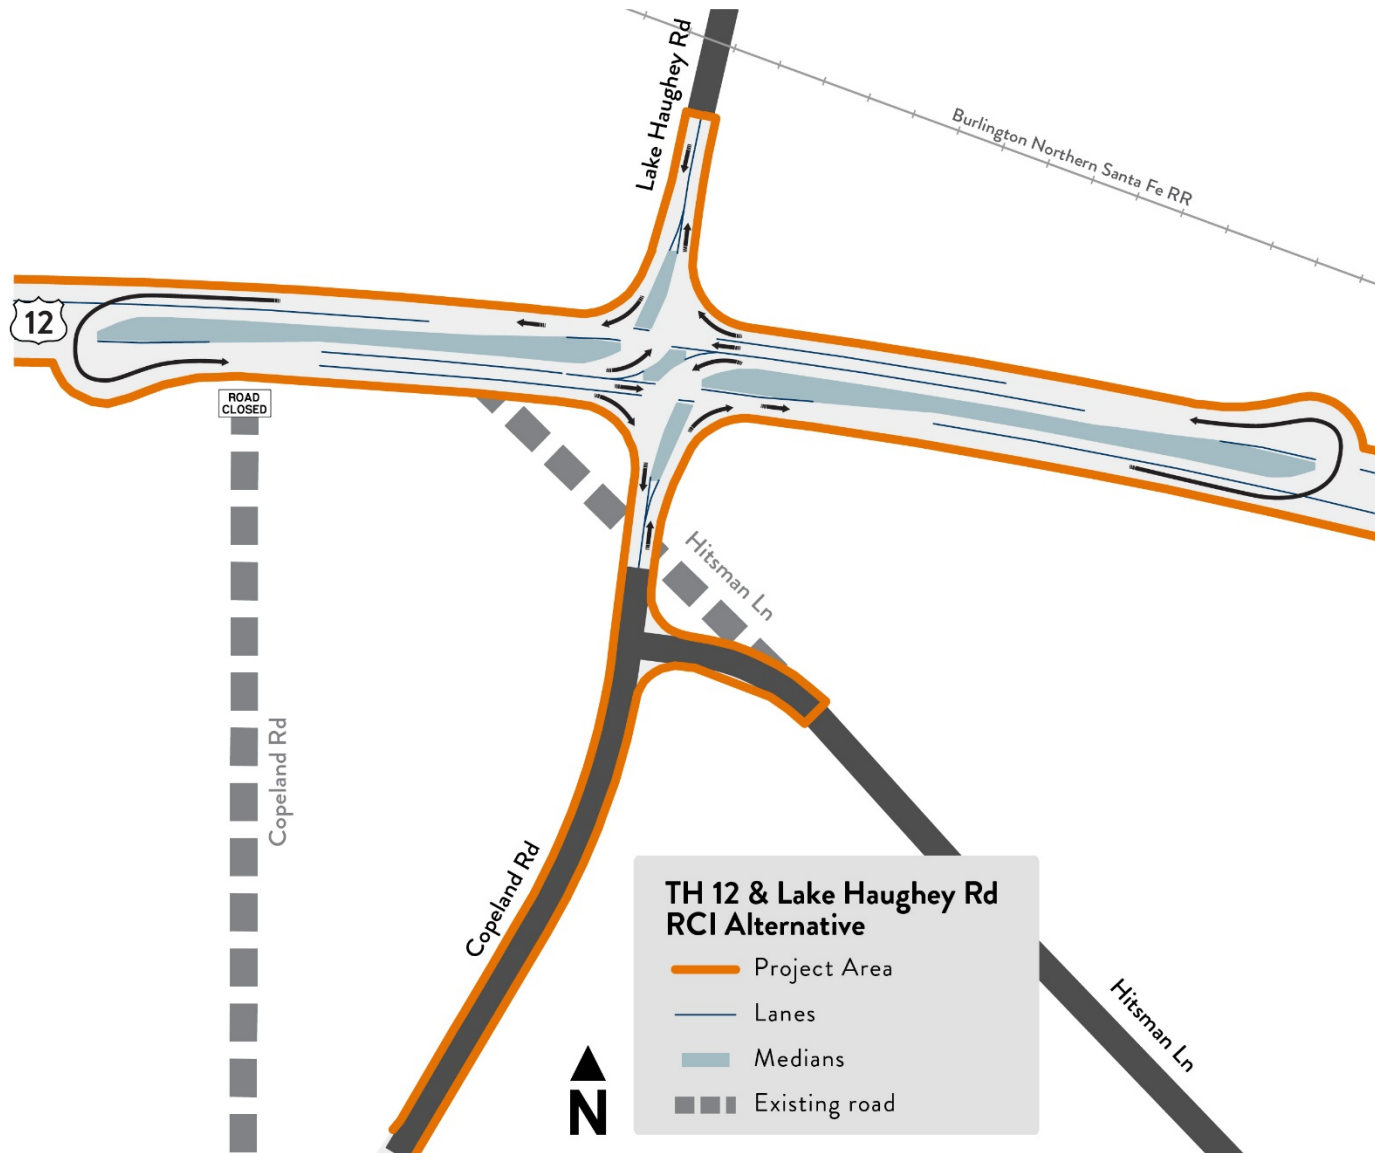 Lake Haughey Rd
Burlington Northern Santa Fe RR
12
ROAD
CLOSED
Hitsman Ln
Copeland Rd
Copeland Rd
Hitsman Ln
TH 12 & Lake Haughey Rd
RCI Alternative
Project Area
Lanes
Medians
Existing road
N